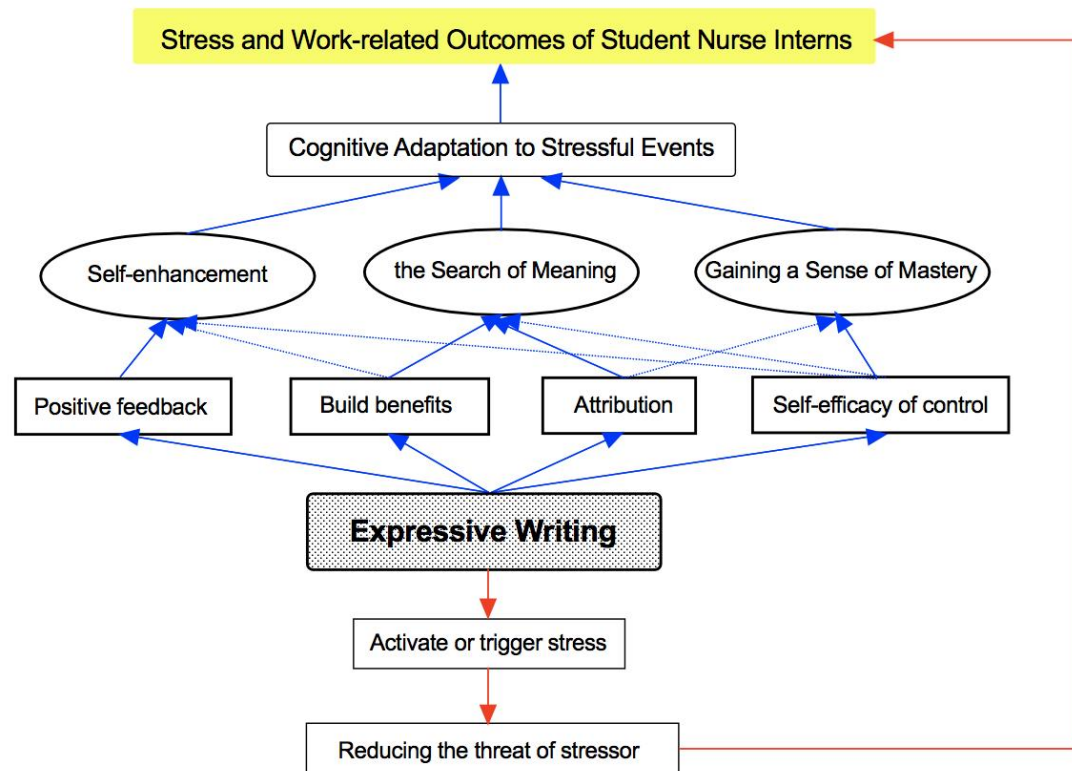 Stress and Work-related Outcomes of Student Nurse Interns
Cognitive Adaptation to Stressful Events
Self-enhancement
the Search of Meaning
Gaining a Sense of Mastery
Positive feedback
Build benefits
Attribution
Self-efficacy of control
Expressive Writing
Activate or trigger stress
Reducing the threat of stressor